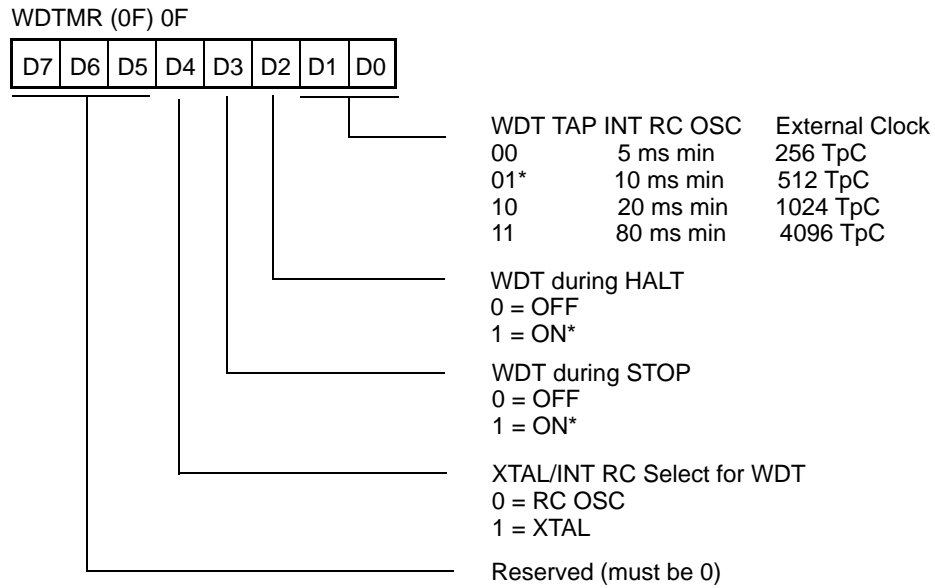 WDTMR (0F) 0F
D7 D6 D5 D4 D3 D2 D1 D0
WDT TAP INT RC OSC External Clock
00 5 ms min 256 TpC
01* 10 ms min 512 TpC
10 20 ms min 1024 TpC
11 80 ms min 4096 TpC
WDT during HALT
0 = OFF
1 = ON*
WDT during STOP
0 = OFF
1 = ON*
XTAL/INT RC Select for WDT
0 = RC OSC
1 = XTAL
Reserved (must be 0)